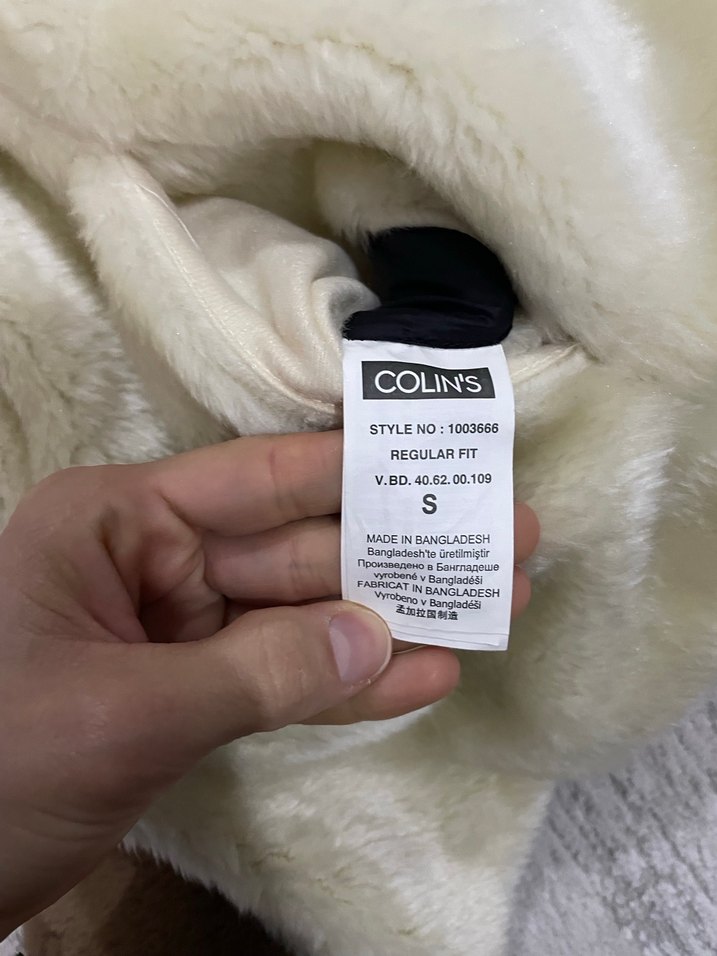 COLIN'S
STYLE NO : 1003666
REGULAR FIT
V.BD. 40.62.00.109
S
MADE IN BANGLADESH
Bangladesh'te üretilmiştir
Произведено в Бангладеше
vyrobené v Bangladéši
FABRICAT IN BANGLADESH
Vyrobeno v Bangladéši
孟加拉国制造